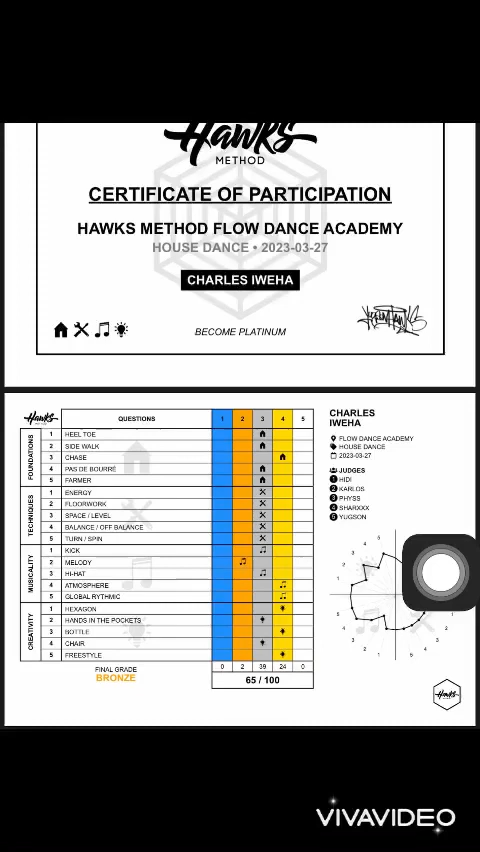 Hawks
METHOD
CERTIFICATE OF PARTICIPATION
HAWKS METHOD FLOW DANCE ACADEMY
HOUSE DANCE • 2023-03-27
CHARLES IWEHA
BECOME PLATINUM
Hawks
QUESTIONS 1 2 3 4 5
FOUNDATIONS
1 HEEL TOE
2 SIDE WALK
3 CHASE
4 PAS DE BOURRÉ
5 FARMER
TECHNIQUES
1 ENERGY
2 FLOORWORK
3 SPACE / LEVEL
4 BALANCE / OFF BALANCE
5 TURN / SPIN
MUSICALITY
1 KICK
2 MELODY
3 HI-HAT
4 ATMOSPHERE
5 GLOBAL RYTHMIC
CREATIVITY
1 HEXAGON
2 HANDS IN THE POCKETS
3 BOTTLE
4 CHAIR
5 FREESTYLE
FINAL GRADE
BRONZE
0 2 39 24 0
65 / 100
CHARLES
IWEHA
FLOW DANCE ACADEMY
HOUSE DANCE
2023-03-27
JUDGES
1 HIDI
2 KARLOS
3 PHYSS
4 SHARXXX
5 YUGSON
Hawks
VIVAVIDEO